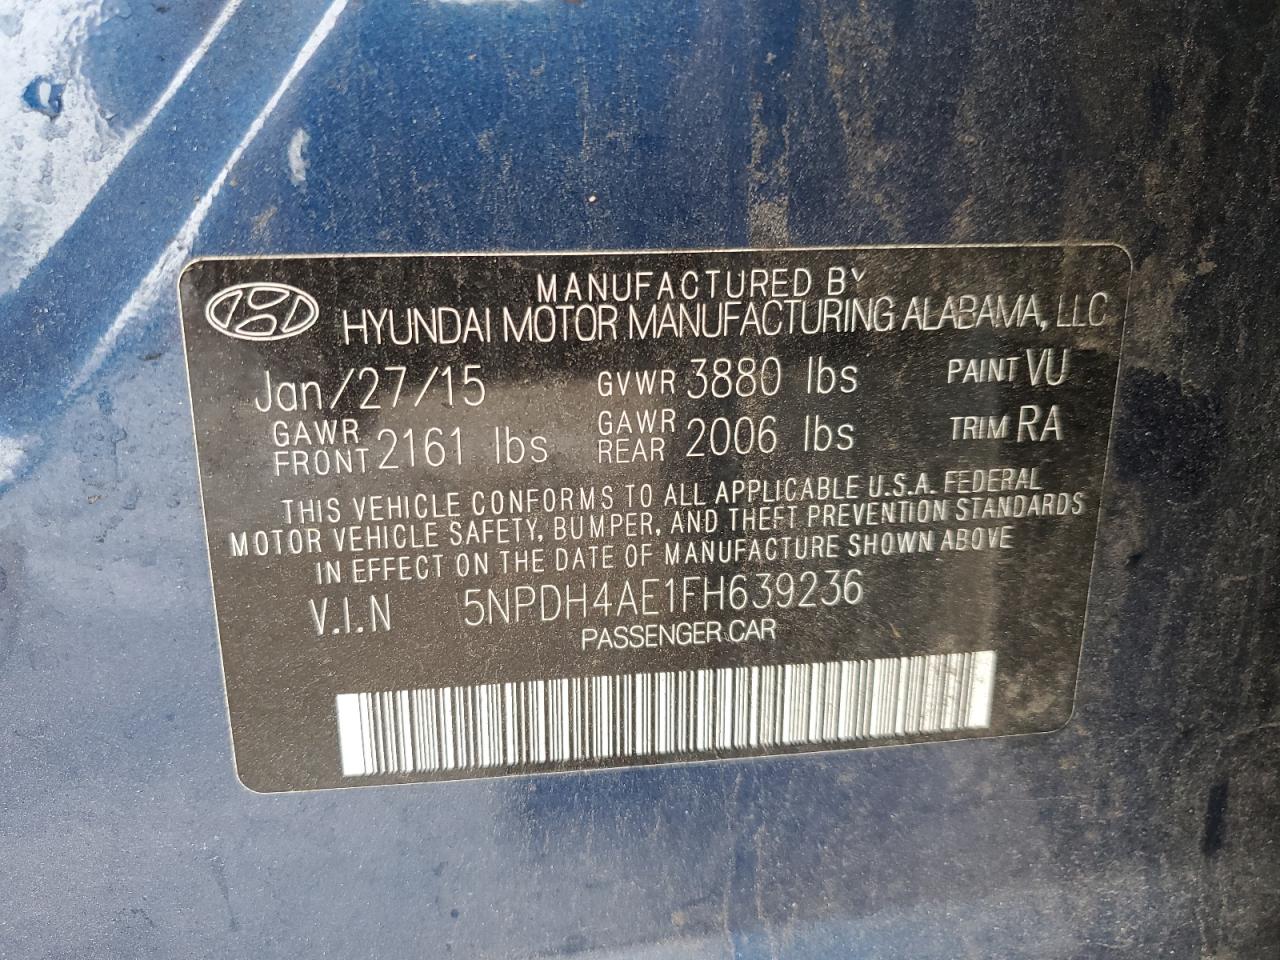 MANUFACTURED BY
HYUNDAI MOTOR MANUFACTURING ALABAMA, LLC
Jan/27/15 GVWR 3880 lbs PAINT VU
GAWR FRONT 2161 lbs GAWR REAR 2006 lbs TRIM RA
THIS VEHICLE CONFORMS TO ALL APPLICABLE U.S.A. FEDERAL
MOTOR VEHICLE SAFETY, BUMPER, AND THEFT PREVENTION STANDARDS
IN EFFECT ON THE DATE OF MANUFACTURE SHOWN ABOVE
V.I.N 5NPDH4AE1FH639236
PASSENGER CAR